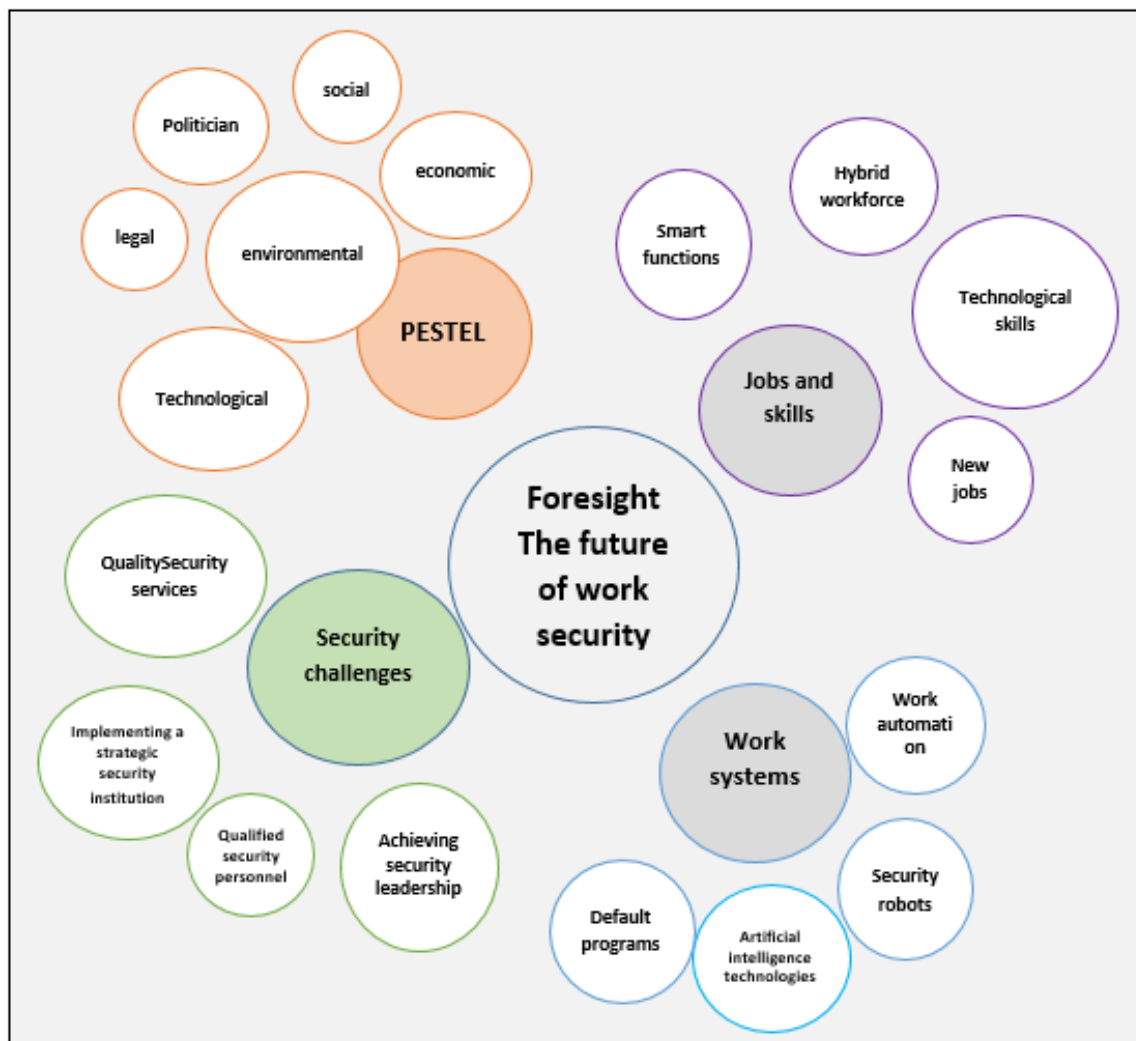 social
Politician
economic
legal
environmental
PESTEL
Technological
Hybrid
workforce
Smart
functions
Technological
skills
Jobs and
skills
New
jobs
Foresight
The future
of work
security
QualitySecurity
services
Security
challenges
Implementing a
strategic
security
institution
Qualified
security
personnel
Achieving
security
leadership
Work
systems
Work
automati
on
Security
robots
Default
programs
Artificial
intelligence
technologies